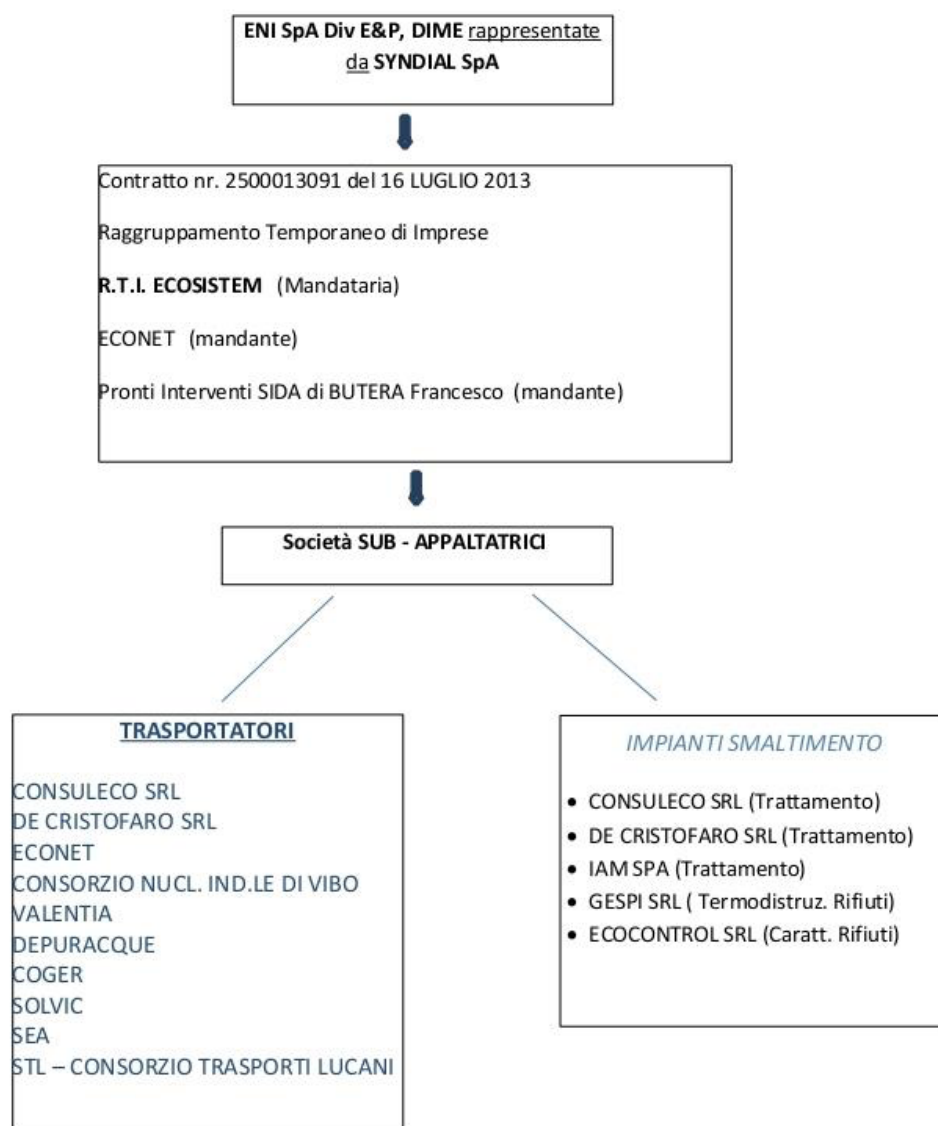 ENI SpA Div E&P, DIME rappresentate
da SYNDIAL SpA
Contratto nr. 2500013091 del 16 LUGLIO 2013
Raggruppamento Temporaneo di Imprese
R.T.I. ECOSISTEM (Mandataria)
ECONET (mandante)
Pronti Interventi SIDA di BUTERA Francesco (mandante)
Società SUB - APPALTATRICI
TRASPORTATORI
CONSULECO SRL
DE CRISTOFARO SRL
ECONET
CONSORZIO NUCL. IND.LE DI VIBO
VALENTIA
DEPURACQUE
COGER
SOLVIC
SEA
STL – CONSORZIO TRASPORTI LUCANI
IMPIANTI SMALTIMENTO
• CONSULECO SRL (Trattamento)
• DE CRISTOFARO SRL (Trattamento)
• IAM SPA (Trattamento)
• GESPI SRL ( Termodistruz. Rifiuti)
• ECOCONTROL SRL (Caratt. Rifiuti)